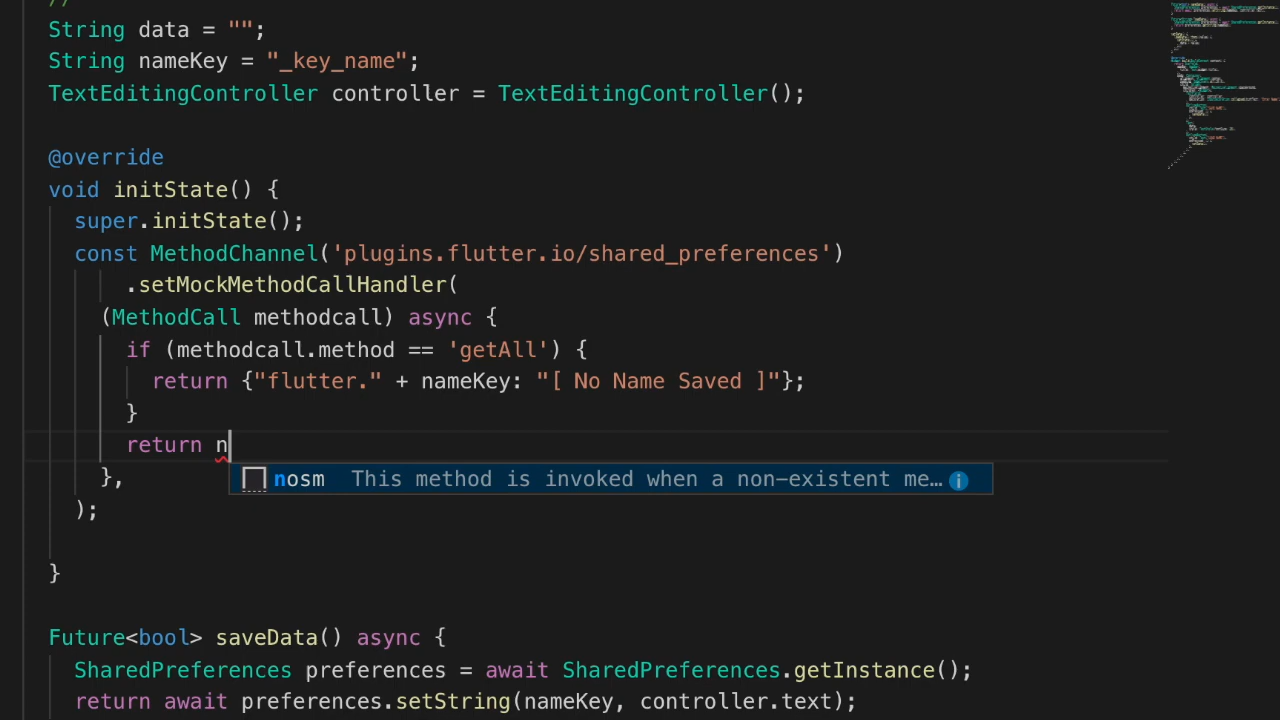 //
String data = "";
String nameKey = "_key_name";
TextEditingController controller = TextEditingController();
@override
void initState() {
super.initState();
const MethodChannel('plugins.flutter.io/shared_preferences')
.setMockMethodCallHandler(
(MethodCall methodcall) async {
if (methodcall.method == 'getAll') {
return {"flutter." + nameKey: "[ No Name Saved ]"};
}
return n
nosm This method is invoked when a non-existent me…
},
);
}
Future<bool> saveData() async {
SharedPreferences preferences = await SharedPreferences.getInstance();
return await preferences.setString(nameKey, controller.text);